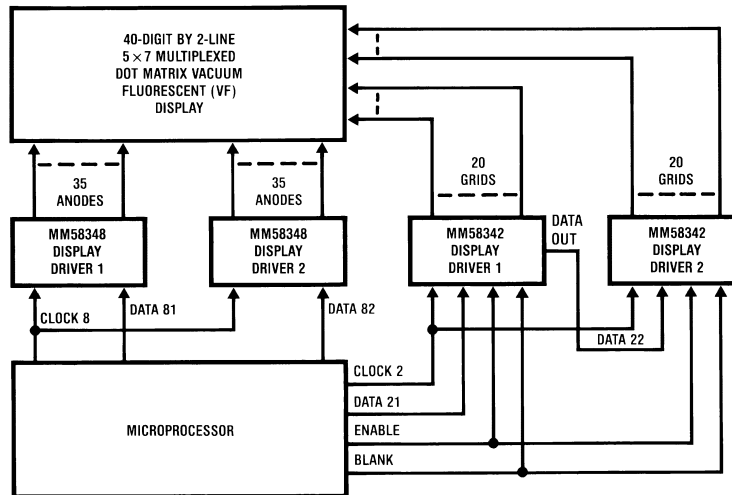 40-DIGIT BY 2-LINE
5 × 7 MULTIPLEXED
DOT MATRIX VACUUM
FLUORESCENT (VF)
DISPLAY
35
ANODES
35
ANODES
20
GRIDS
20
GRIDS
MM58348
DISPLAY
DRIVER 1
MM58348
DISPLAY
DRIVER 2
MM58342
DISPLAY
DRIVER 1
DATA
OUT
MM58342
DISPLAY
DRIVER 2
CLOCK 8
DATA 81
DATA 82
DATA 22
CLOCK 2
DATA 21
ENABLE
BLANK
MICROPROCESSOR